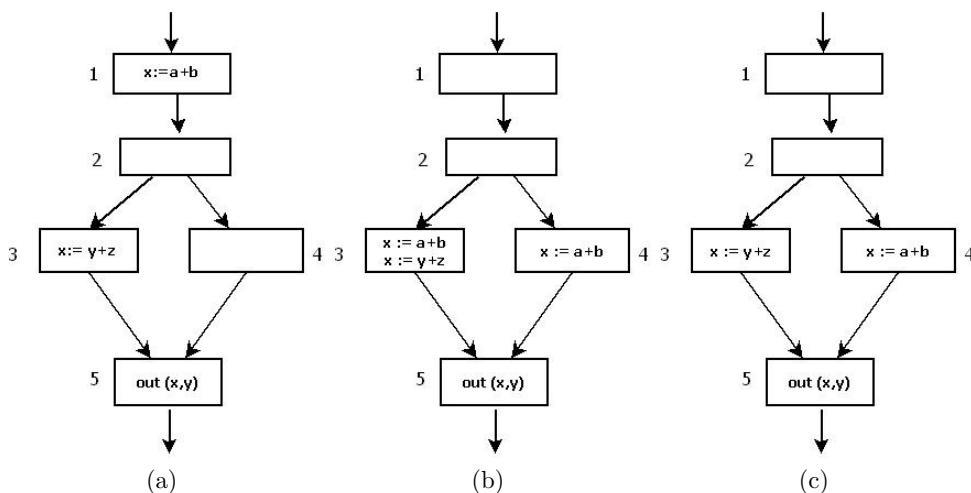 1
x:=a+b
2
3
x:= y+z
4
5
out (x,y)
(a)
1
2
3
x := a+b
x := y+z
x := a+b
4
5
out (x,y)
(b)
1
2
3
x := y+z
x := a+b
4
5
out (x,y)
(c)